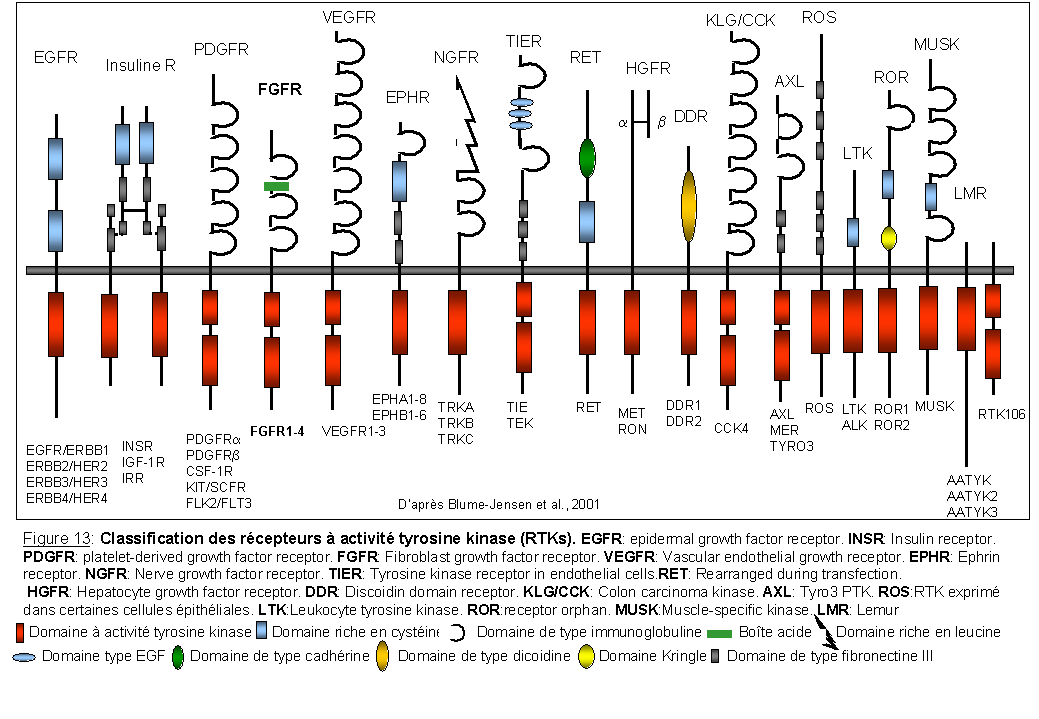 EGFR
Insuline R
PDGFR
FGFR
VEGFR
EPHR
NGFR
TIER
RET
HGFR
α β
DDR
KLG/CCK
AXL
ROS
LTK
ROR
MUSK
LMR
EGFR/ERBB1
ERBB2/HER2
ERBB3/HER3
ERBB4/HER4
INSR
IGF-1R
IRR
PDGFRα
PDGFRβ
CSF-1R
KIT/SCFR
FLK2/FLT3
FGFR1-4
VEGFR1-3
EPHA1-8
EPHB1-6
TRKA
TRKB
TRKC
TIE
TEK
RET
MET
RON
DDR1
DDR2
CCK4
AXL
MER
TYRO3
ROS
LTK
ALK
ROR1
ROR2
MUSK
AATYK
AATYK2
AATYK3
RTK106
D'après Blume-Jensen et al., 2001
Figure 13: Classification des récepteurs à activité tyrosine kinase (RTKs). EGFR: epidermal growth factor receptor. INSR: Insulin receptor.
PDGFR: platelet-derived growth factor receptor. FGFR: Fibroblast growth factor receptor. VEGFR: Vascular endothelial growth receptor. EPHR: Ephrin
receptor. NGFR: Nerve growth factor receptor. TIER: Tyrosine kinase receptor in endothelial cells.RET: Rearranged during transfection.
HGFR: Hepatocyte growth factor receptor. DDR: Discoidin domain receptor. KLG/CCK: Colon carcinoma kinase. AXL: Tyro3 PTK. ROS:RTK exprimé
dans certaines cellules épithéliales. LTK:Leukocyte tyrosine kinase. ROR:receptor orphan. MUSK:Muscle-specific kinase. LMR: Lemur
Domaine à activité tyrosine kinase Domaine riche en cystéine Domaine de type immunoglobuline Boîte acide Domaine riche en leucine
Domaine type EGF Domaine de type cadhérine Domaine de type dicoidine Domaine Kringle Domaine de type fibronectine III